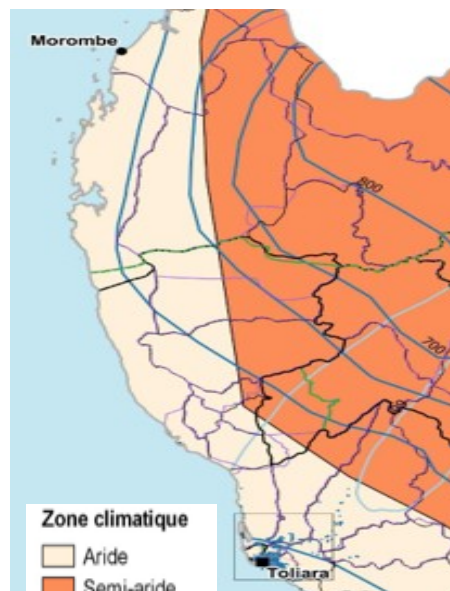 Morombe
800
700
Zone climatique
Aride
Semi-aride
Toliara